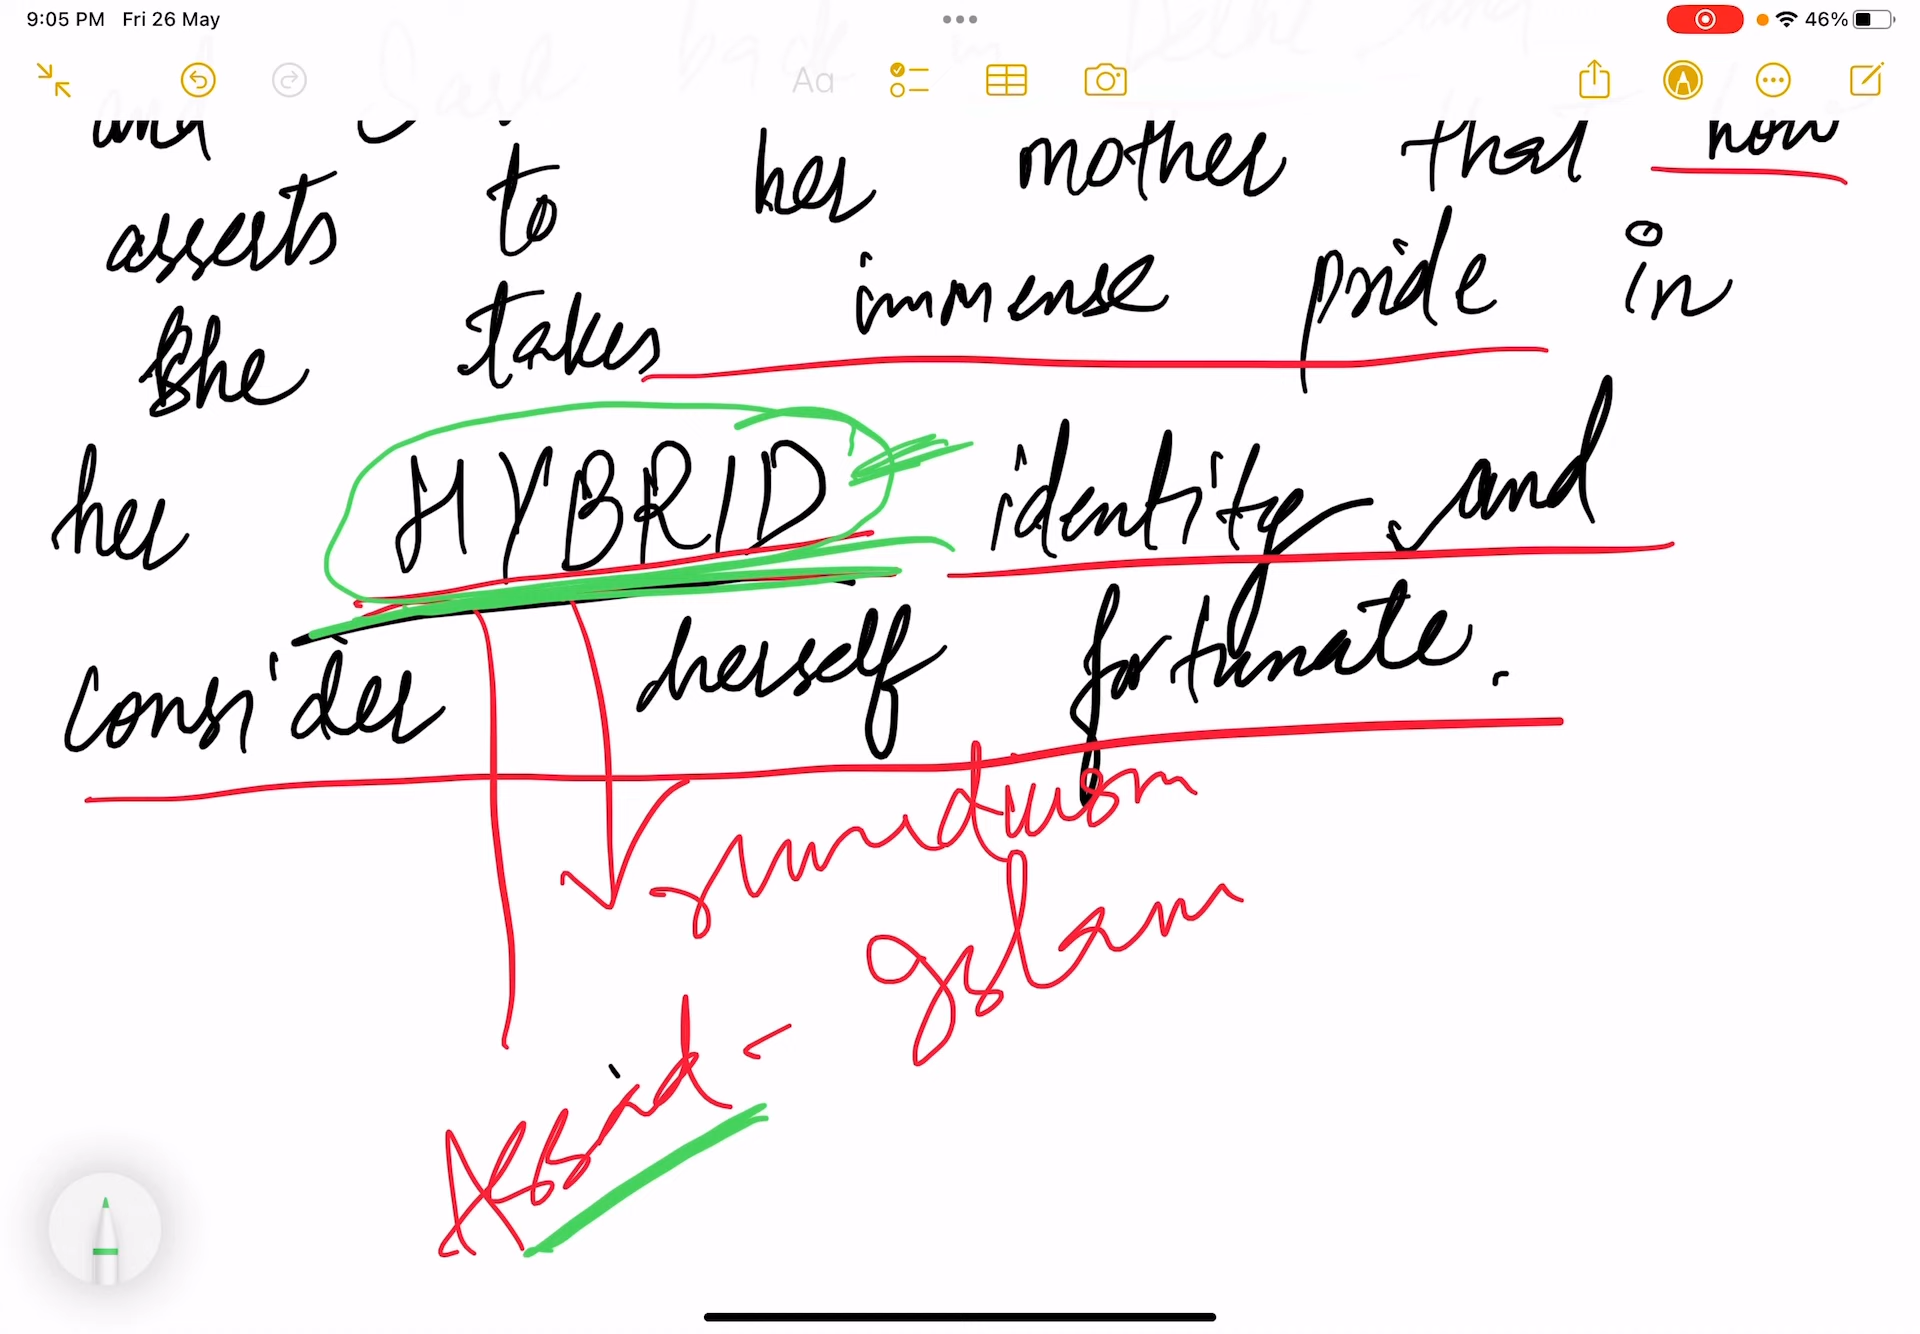 9:05 PM Fri 26 May
46%
Aa
and
asserts to her mother that now
She takes immense pride in
her HYBRID identity and
consider herself fortunate.
Islam